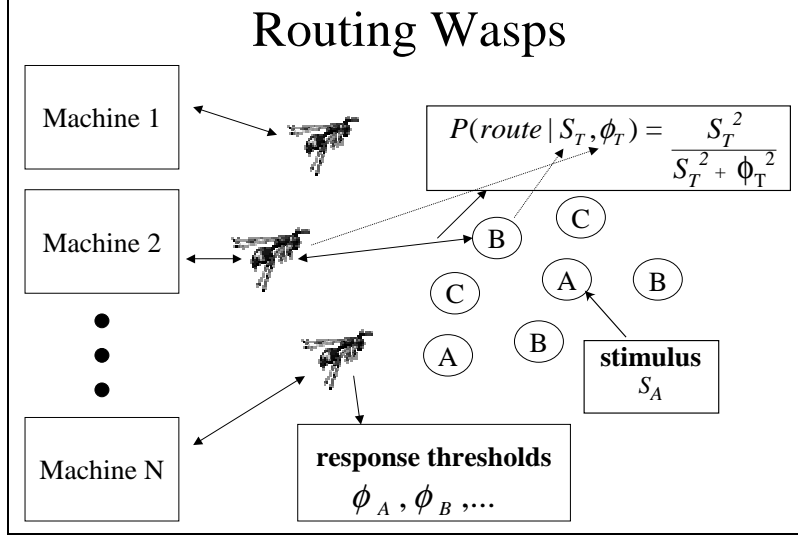 Routing Wasps
Machine 1
P(route | S_T, ϕ_T) = S_T^2 / (S_T^2 + ϕ_T^2)
Machine 2
C
B
C
A
B
A
B
stimulus
S_A
Machine N
response thresholds
ϕ_A , ϕ_B ,...